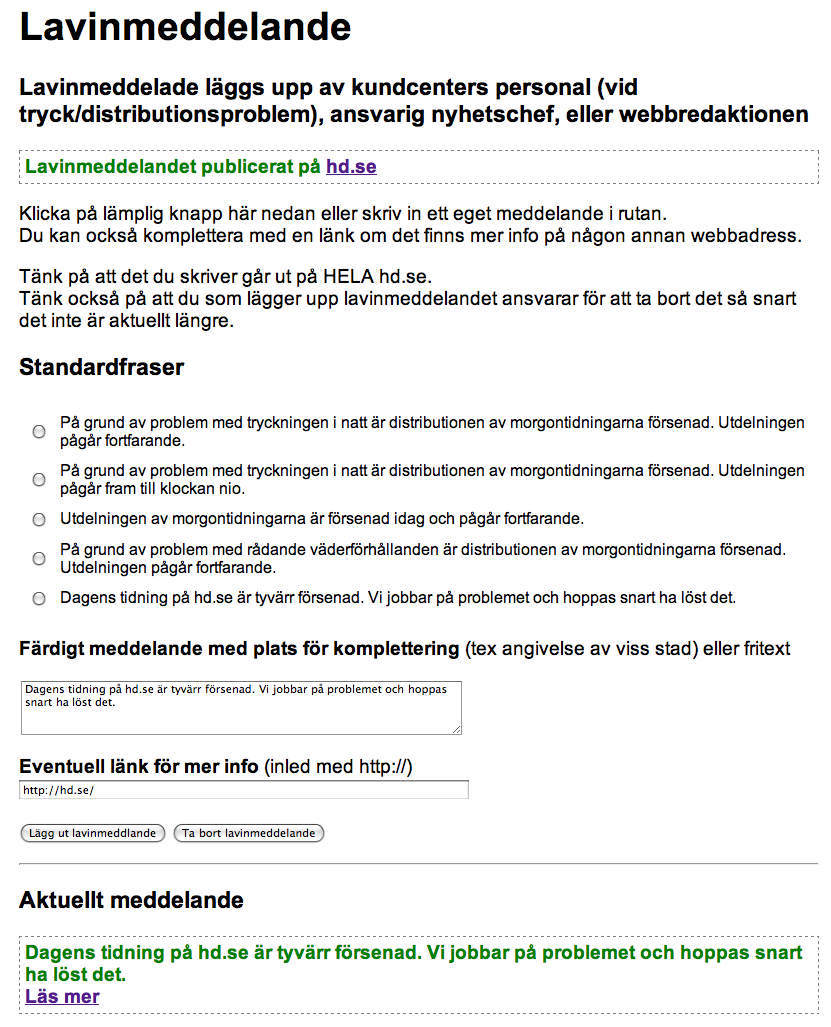 Lavinmeddelande
Lavinmeddelade läggs upp av kundcenters personal (vid
tryck/distributionsproblem), ansvarig nyhetschef, eller webbredaktionen
Lavinmeddelandet publicerat på hd.se
Klicka på lämplig knapp här nedan eller skriv in ett eget meddelande i rutan.
Du kan också komplettera med en länk om det finns mer info på någon annan webbadress.
Tänk på att det du skriver går ut på HELA hd.se.
Tänk också på att du som lägger upp lavinmeddelandet ansvarar för att ta bort det så snart
det inte är aktuellt längre.
Standardfraser
På grund av problem med tryckningen i natt är distributionen av morgontidningarna försenad. Utdelningen
pågår fortfarande.
På grund av problem med tryckningen i natt är distributionen av morgontidningarna försenad. Utdelningen
pågår fram till klockan nio.
Utdelningen av morgontidningarna är försenad idag och pågår fortfarande.
På grund av problem med rådande väderförhållanden är distributionen av morgontidningarna försenad.
Utdelningen pågår fortfarande.
Dagens tidning på hd.se är tyvärr försenad. Vi jobbar på problemet och hoppas snart ha löst det.
Färdigt meddelande med plats för komplettering (tex angivelse av viss stad) eller fritext
Dagens tidning på hd.se är tyvärr försenad. Vi jobbar på problemet och hoppas
snart ha löst det.
Eventuell länk för mer info (inled med http://)
http://hd.se/
Lägg ut lavinmeddlande Ta bort lavinmeddelande
Aktuellt meddelande
Dagens tidning på hd.se är tyvärr försenad. Vi jobbar på problemet och hoppas snart
ha löst det.
Läs mer